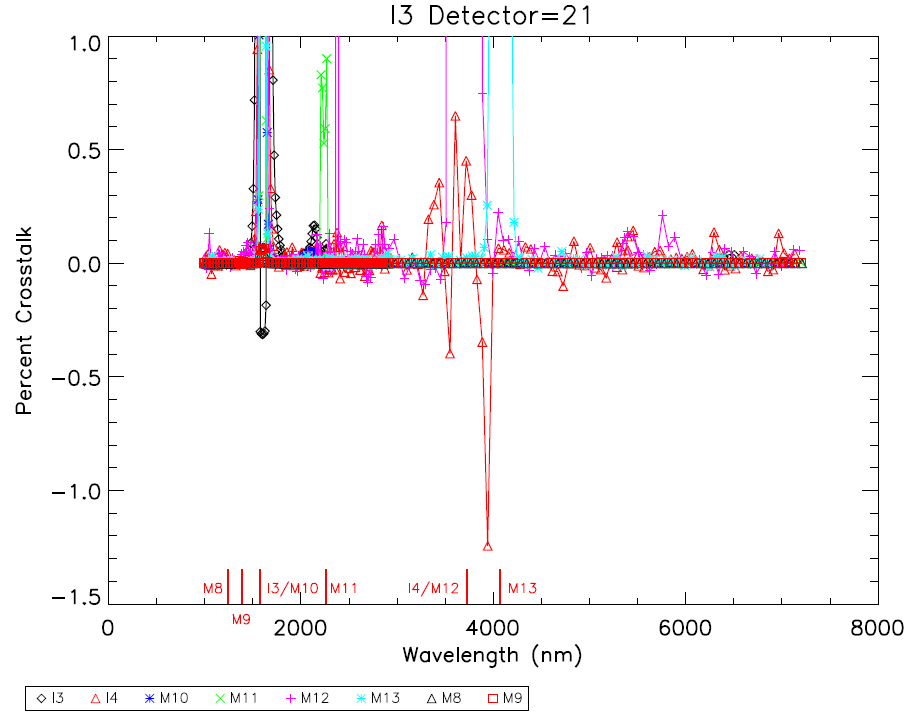 I3 Detector=21
1.0
0.5
0.0
−0.5
−1.0
−1.5
Percent Crosstalk
M8
M9
I3/M10
M11
I4/M12
M13
0
2000
4000
6000
8000
Wavelength (nm)
I3 I4 M10 M11 M12 M13 M8 M9